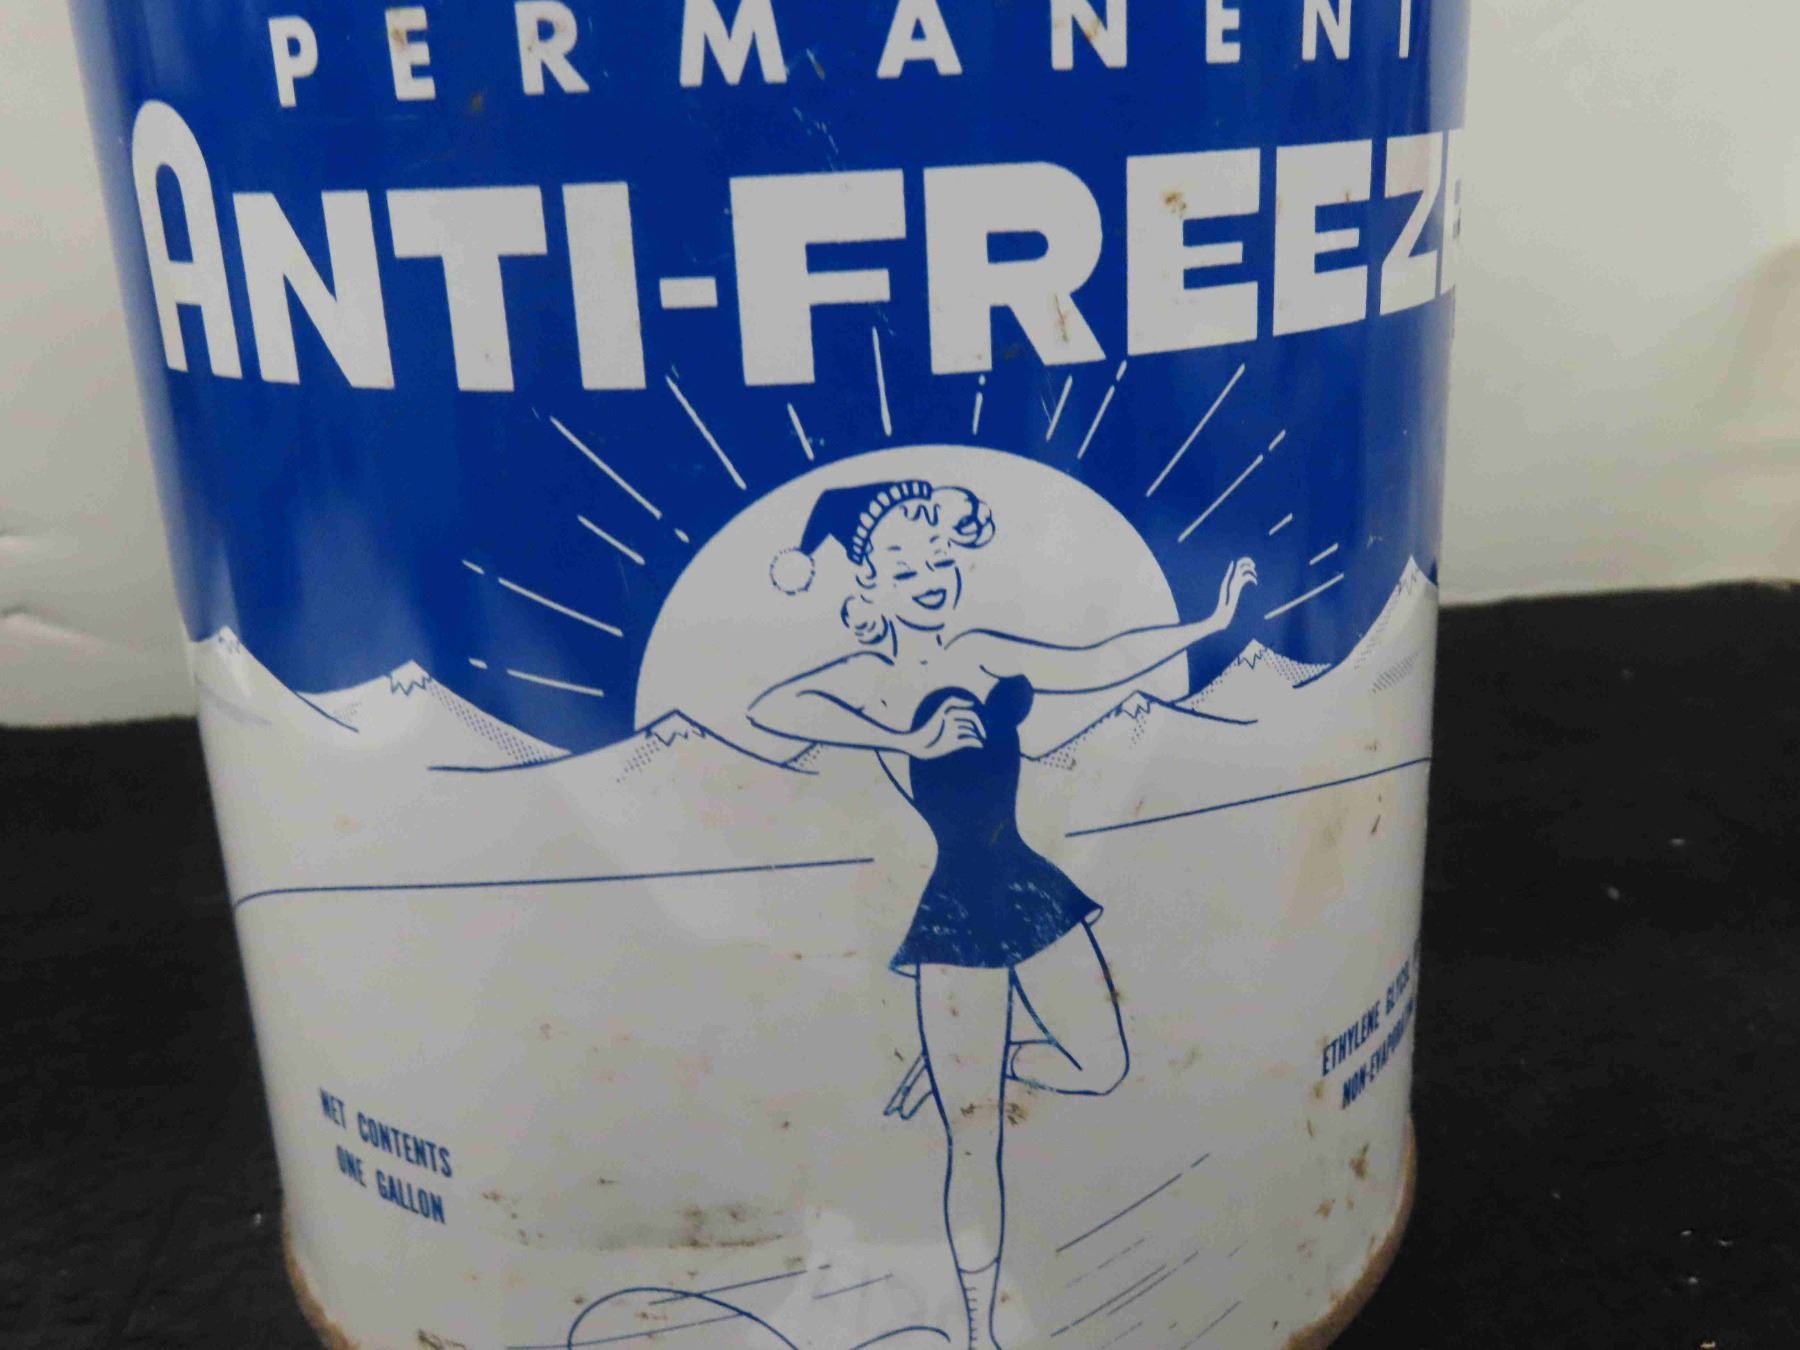 PERMANENT
ANTI-FREEZE
NET CONTENTS
ONE GALLON
ETHYLENE GLYCOL
NON-EVAPORATING